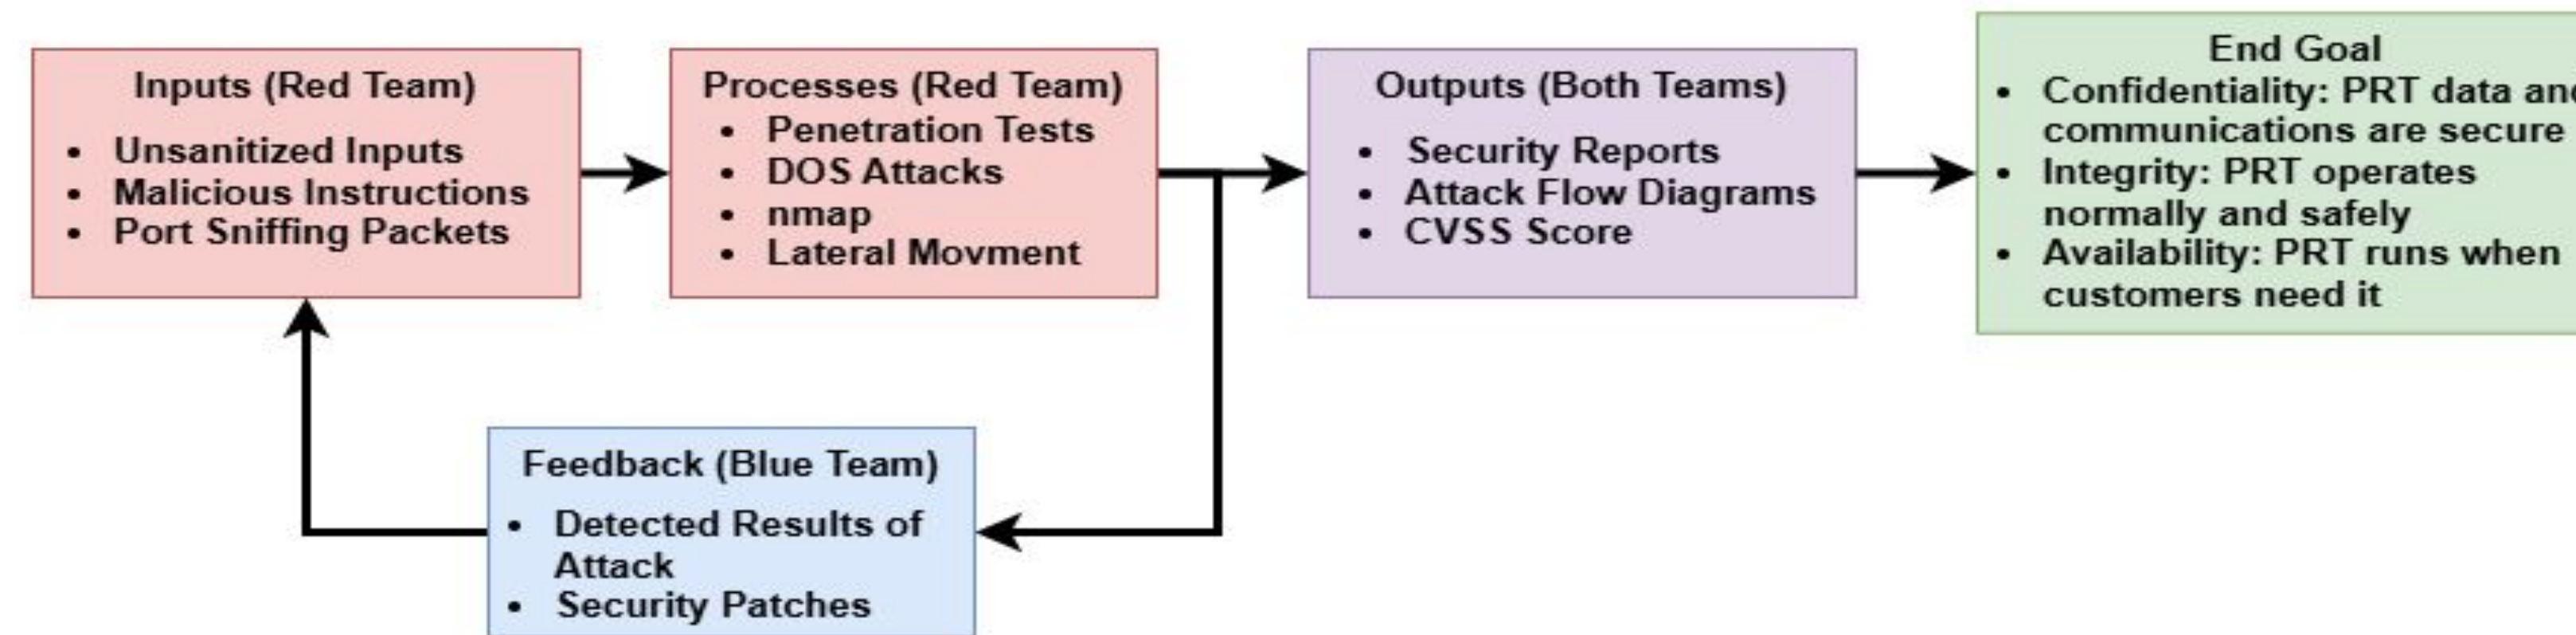 Inputs (Red Team)
• Unsanitized Inputs
• Malicious Instructions
• Port Sniffing Packets
Processes (Red Team)
• Penetration Tests
• DOS Attacks
• nmap
• Lateral Movment
Outputs (Both Teams)
• Security Reports
• Attack Flow Diagrams
• CVSS Score
End Goal
• Confidentiality: PRT data and
communications are secure
• Integrity: PRT operates
normally and safely
• Availability: PRT runs when
customers need it
Feedback (Blue Team)
• Detected Results of
Attack
• Security Patches